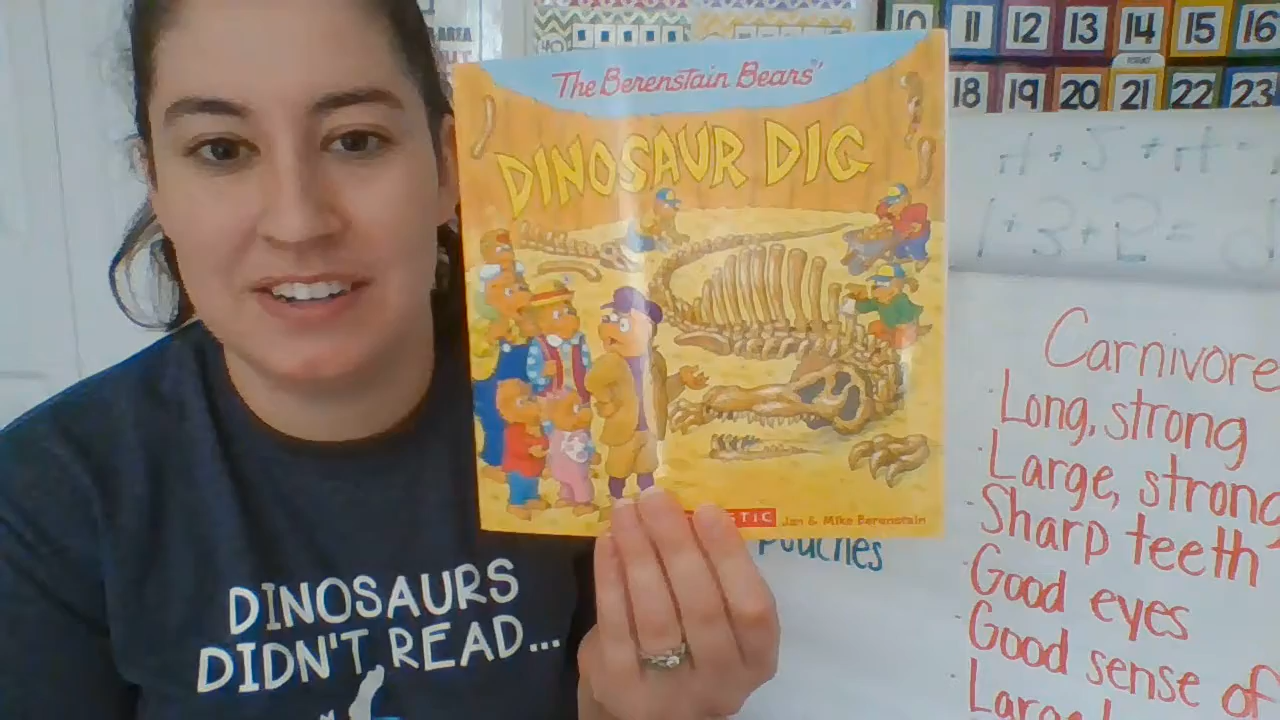 AREA
10 11 12 13 14 15 16
18 19 20 21 22 23
The Berenstain Bears
DINOSAUR DIG
Jan & Mike Berenstain
DINOSAURS
DIDN'T READ...
Pouches
Carnivore
· Long, strong
· Large, strong
· Sharp teeth
· Good eyes
· Good sense of